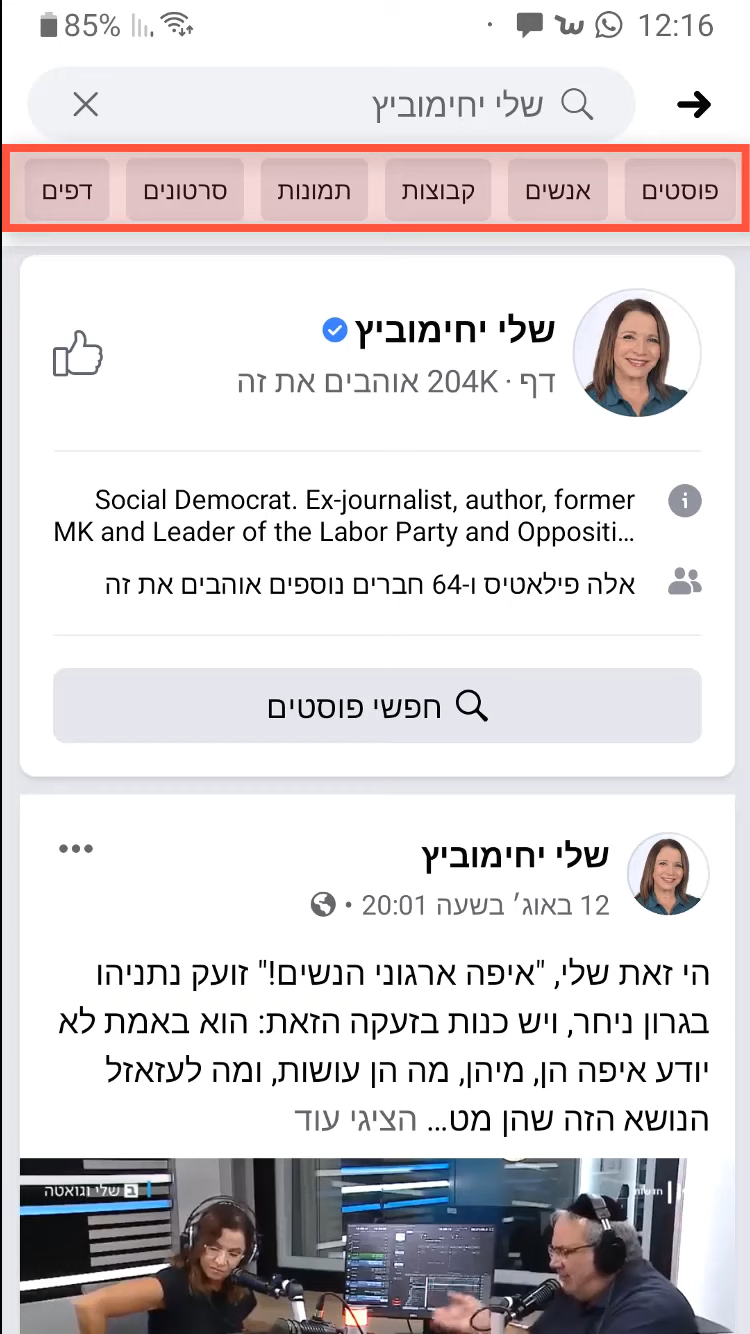 85% 12:16
שלי יחימוביץ
פוסטים אנשים קבוצות תמונות סרטונים דפים
שלי יחימוביץ
דף · 204K אוהבים את זה
Social Democrat. Ex-journalist, author, former
MK and Leader of the Labor Party and Oppositi...
אלה פילאטיס ו-64 חברים נוספים אוהבים את זה
חפשי פוסטים
שלי יחימוביץ
12 באוג׳ בשעה 20:01 •
הי זאת שלי, "איפה ארגוני הנשים!" זועק נתניהו
בגרון ניחר, ויש כנות בזעקה הזאת: הוא באמת לא
יודע איפה הן, מיהן, מה הן עושות, ומה לעזאזל
הנושא הזה שהן מט... הציגי עוד
ב שלי וגואטה
חדשות